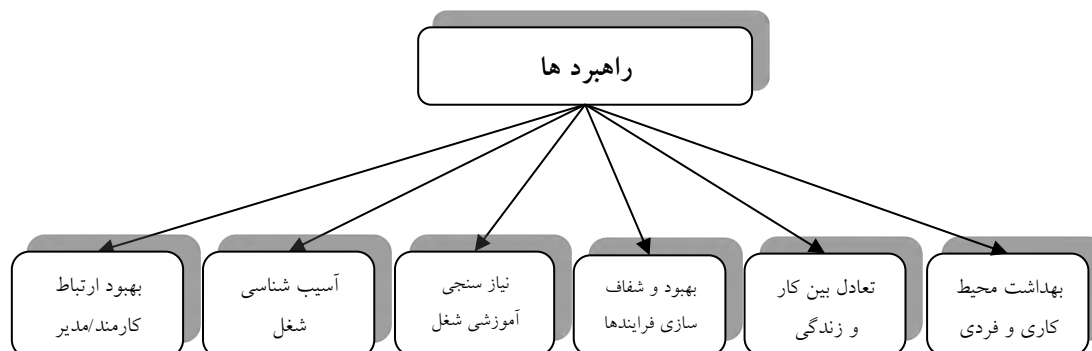 راهبرد ها
بهداشت محیط
کاری و فردی
تعادل بین کار
و زندگی
بهبود و شفاف
سازی فرایندها
نیاز سنجی
آموزشی شغل
آسیب شناسی
شغل
بهبود ارتباط
کارمند/مدیر